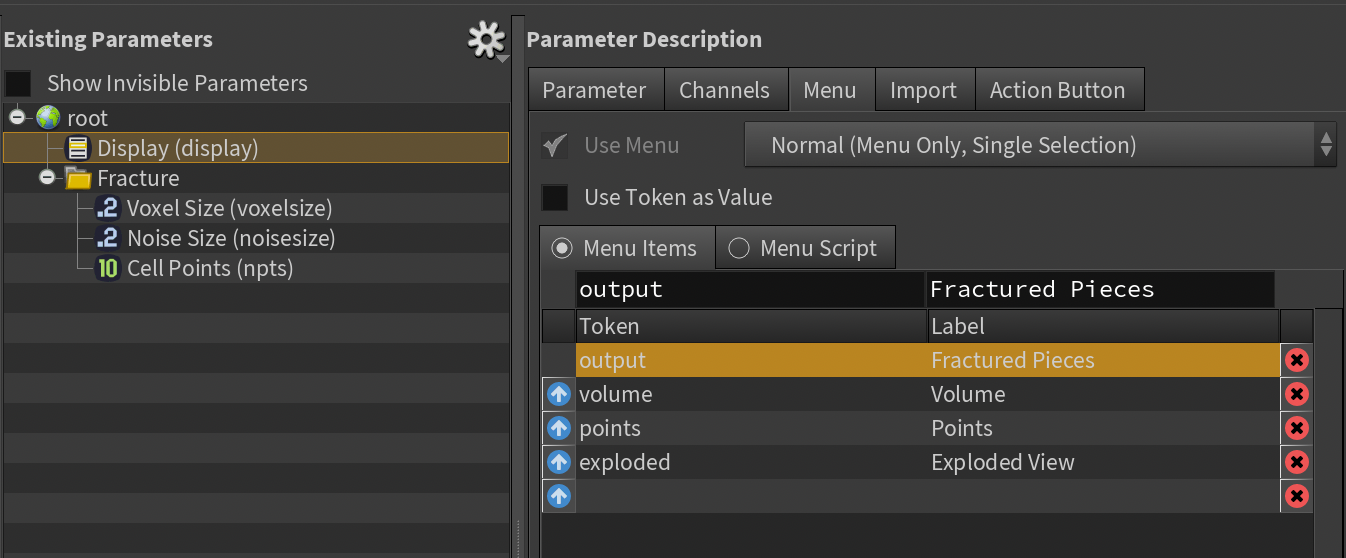 Existing Parameters
Show Invisible Parameters
root
Display (display)
Fracture
.2 Voxel Size (voxelsize)
.2 Noise Size (noisesize)
10 Cell Points (npts)
Parameter Description
Parameter Channels Menu Import Action Button
Use Menu Normal (Menu Only, Single Selection)
Use Token as Value
Menu Items Menu Script
output Fractured Pieces
Token Label
output Fractured Pieces
volume Volume
points Points
exploded Exploded View